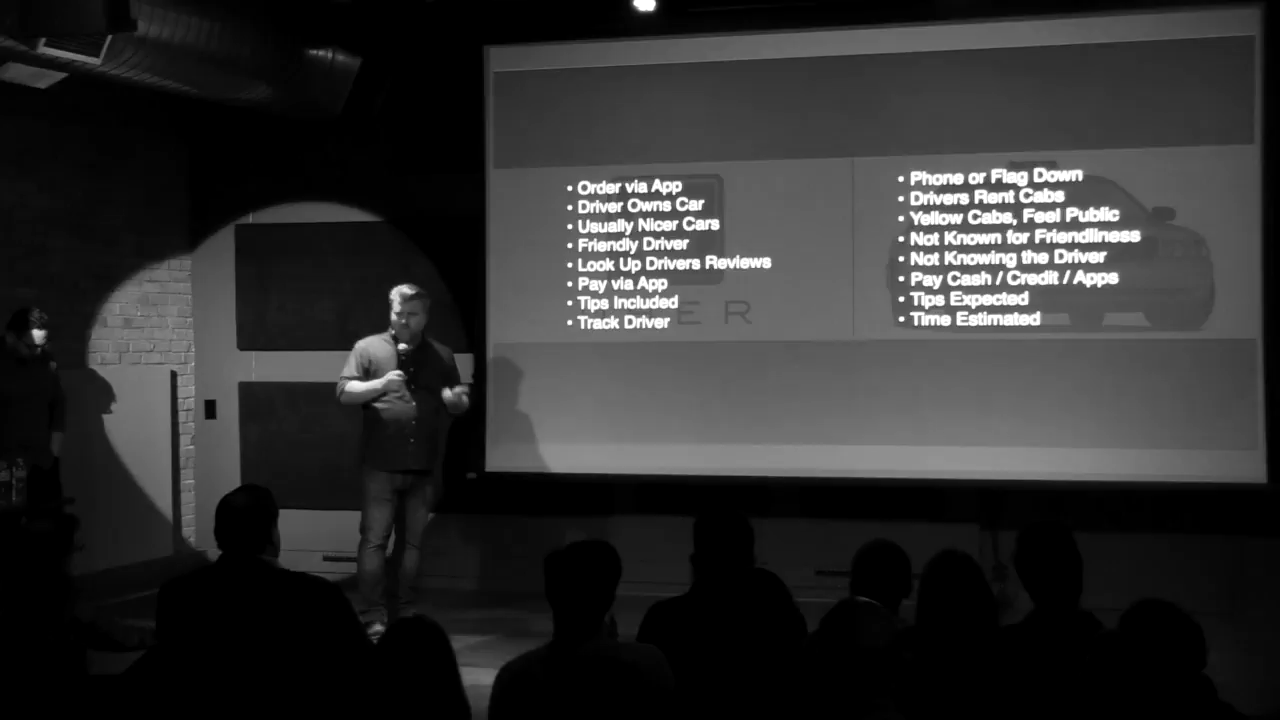 • Order via App
• Driver Owns Car
• Usually Nicer Cars
• Friendly Driver
• Look Up Drivers Reviews
• Pay via App
• Tips Included
• Track Driver
ER
• Phone or Flag Down
• Drivers Rent Cabs
• Yellow Cabs, Feel Public
• Not Known for Friendliness
• Not Knowing the Driver
• Pay Cash / Credit / Apps
• Tips Expected
• Time Estimated